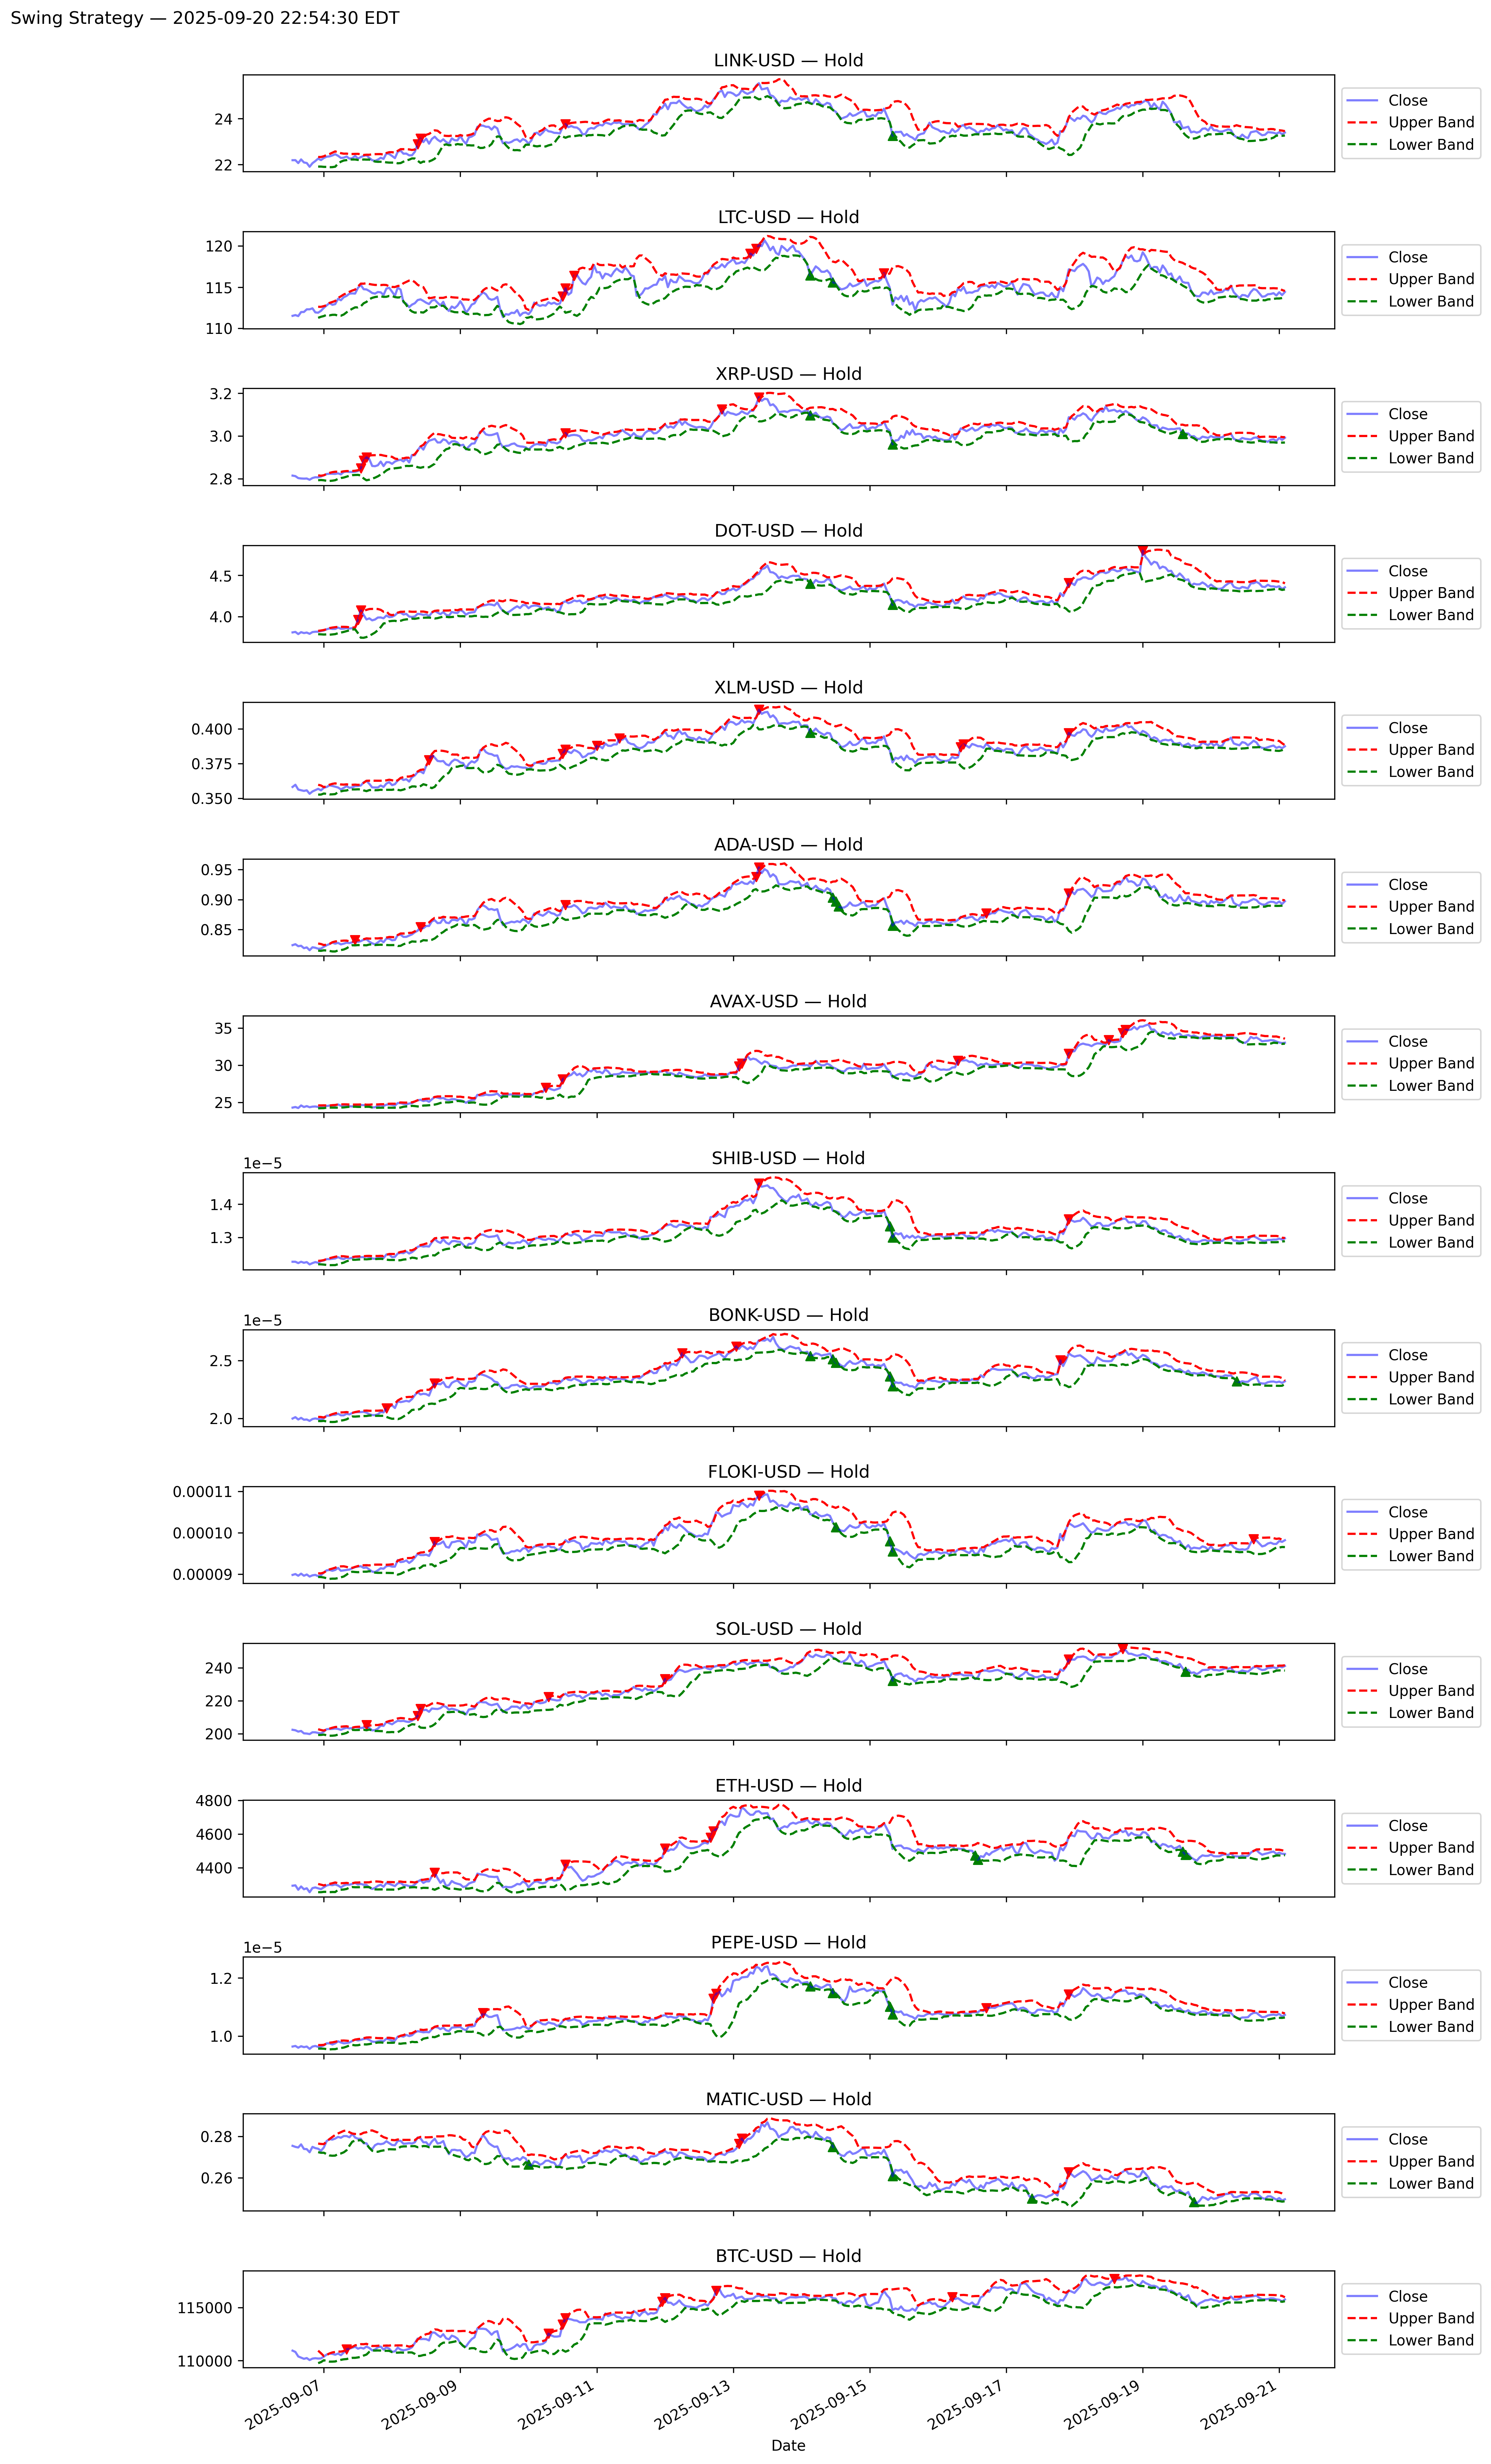 Swing Strategy — 2025-09-20 22:54:30 EDT
LINK-USD — Hold
24
22
Close
Upper Band
Lower Band
LTC-USD — Hold
120
115
110
Close
Upper Band
Lower Band
XRP-USD — Hold
3.2
3.0
2.8
Close
Upper Band
Lower Band
DOT-USD — Hold
4.5
4.0
Close
Upper Band
Lower Band
XLM-USD — Hold
0.400
0.375
0.350
Close
Upper Band
Lower Band
ADA-USD — Hold
0.95
0.90
0.85
Close
Upper Band
Lower Band
AVAX-USD — Hold
35
30
25
Close
Upper Band
Lower Band
SHIB-USD — Hold
1e−5
1.4
1.3
Close
Upper Band
Lower Band
BONK-USD — Hold
1e−5
2.5
2.0
Close
Upper Band
Lower Band
FLOKI-USD — Hold
0.00011
0.00010
0.00009
Close
Upper Band
Lower Band
SOL-USD — Hold
240
220
200
Close
Upper Band
Lower Band
ETH-USD — Hold
4800
4600
4400
Close
Upper Band
Lower Band
PEPE-USD — Hold
1e−5
1.2
1.0
Close
Upper Band
Lower Band
MATIC-USD — Hold
0.28
0.26
Close
Upper Band
Lower Band
BTC-USD — Hold
115000
110000
Close
Upper Band
Lower Band
2025-09-07
2025-09-09
2025-09-11
2025-09-13
2025-09-15
2025-09-17
2025-09-19
2025-09-21
Date